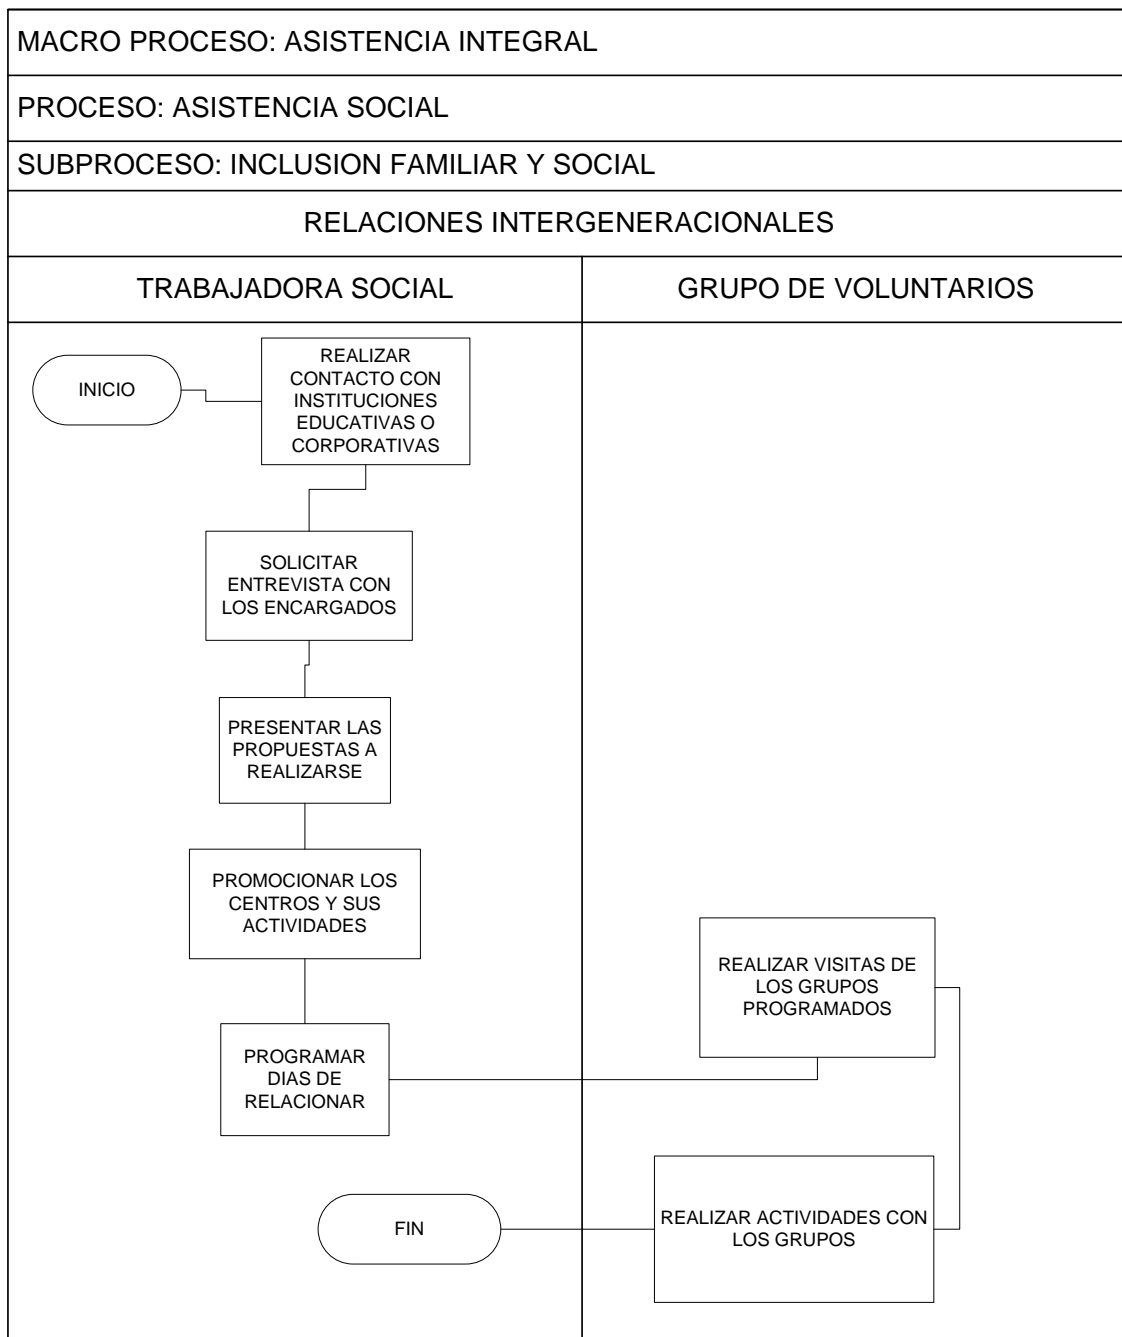 MACRO PROCESO: ASISTENCIA INTEGRAL
PROCESO: ASISTENCIA SOCIAL
SUBPROCESO: INCLUSION FAMILIAR Y SOCIAL
RELACIONES INTERGENERACIONALES
TRABAJADORA SOCIAL
GRUPO DE VOLUNTARIOS
INICIO
REALIZAR
CONTACTO CON
INSTITUCIONES
EDUCATIVAS O
CORPORATIVAS
SOLICITAR
ENTREVISTA CON
LOS ENCARGADOS
PRESENTAR LAS
PROPUESTAS A
REALIZARSE
PROMOCIONAR LOS
CENTROS Y SUS
ACTIVIDADES
PROGRAMAR
DIAS DE
RELACIONAR
REALIZAR VISITAS DE
LOS GRUPOS
PROGRAMADOS
REALIZAR ACTIVIDADES CON
LOS GRUPOS
FIN